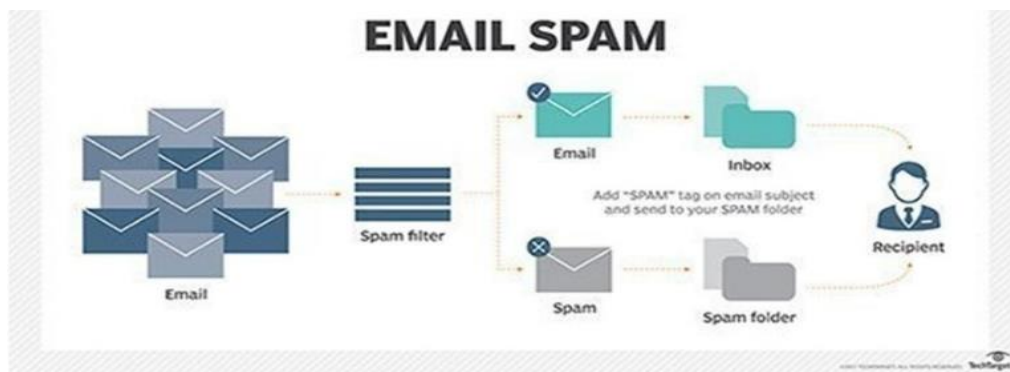 EMAIL SPAM
Email
Inbox
Add "SPAM" tag on email subject
and send to your SPAM folder
Spam filter
Recipient
Email
Spam
Spam folder
TechTarget